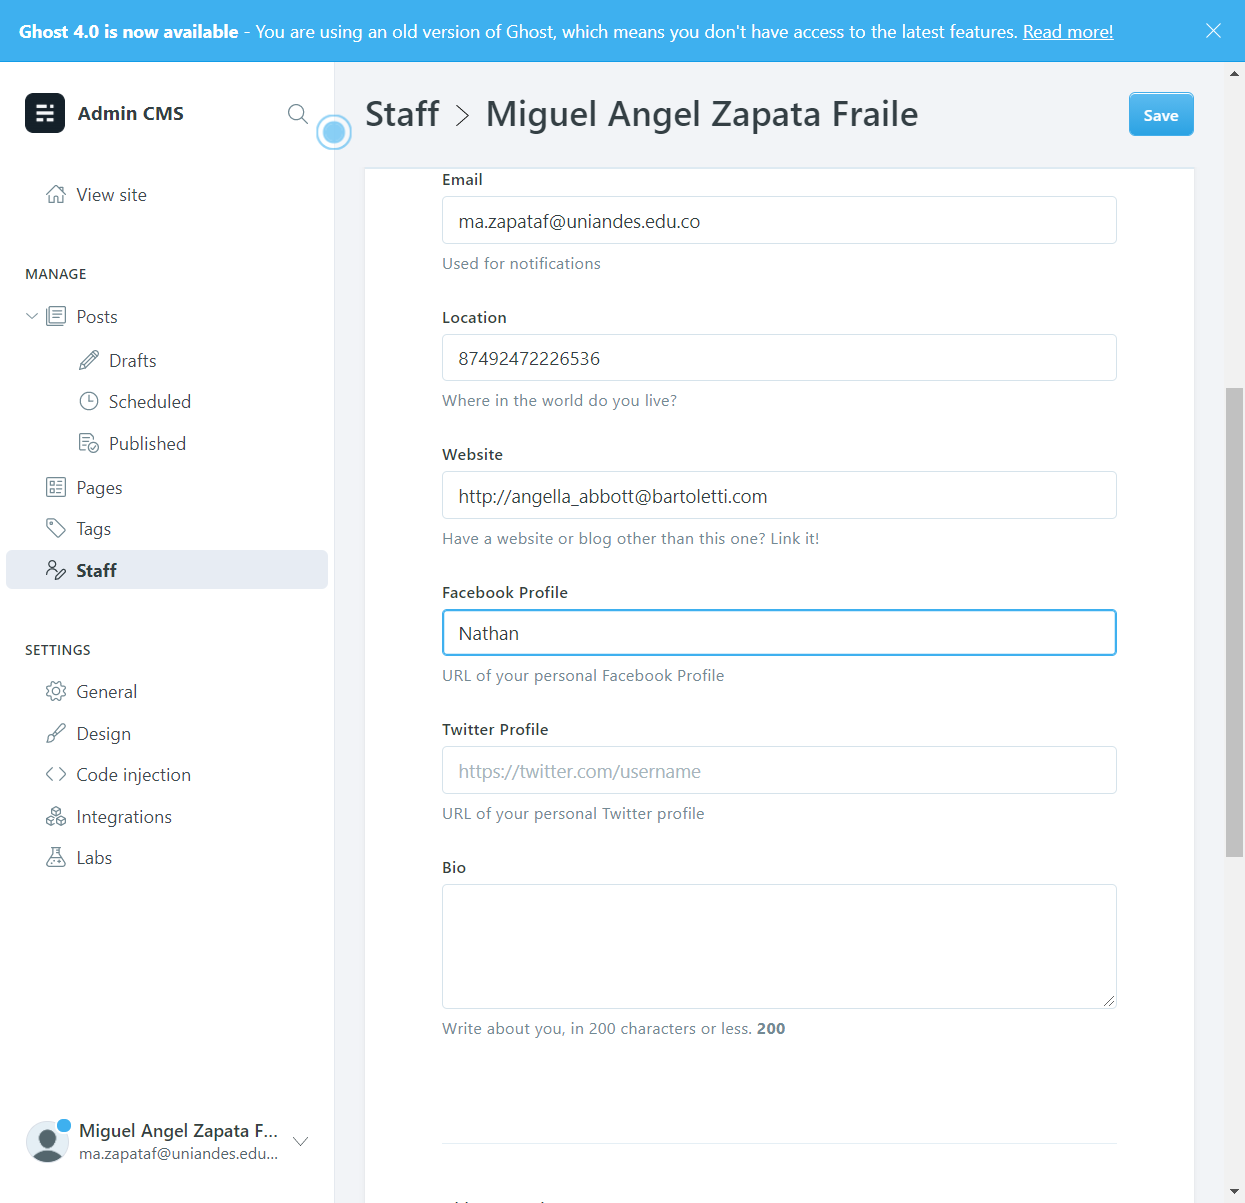 Ghost 4.0 is now available - You are using an old version of Ghost, which means you don't have access to the latest features. Read more!
Admin CMS
View site
MANAGE
Posts
Drafts
Scheduled
Published
Pages
Tags
Staff
SETTINGS
General
Design
Code injection
Integrations
Labs
Miguel Angel Zapata F...
ma.zapataf@uniandes.edu...
Staff > Miguel Angel Zapata Fraile
Save
Email
ma.zapataf@uniandes.edu.co
Used for notifications
Location
87492472226536
Where in the world do you live?
Website
http://angella_abbott@bartoletti.com
Have a website or blog other than this one? Link it!
Facebook Profile
Nathan
URL of your personal Facebook Profile
Twitter Profile
https://twitter.com/username
URL of your personal Twitter profile
Bio
Write about you, in 200 characters or less. 200